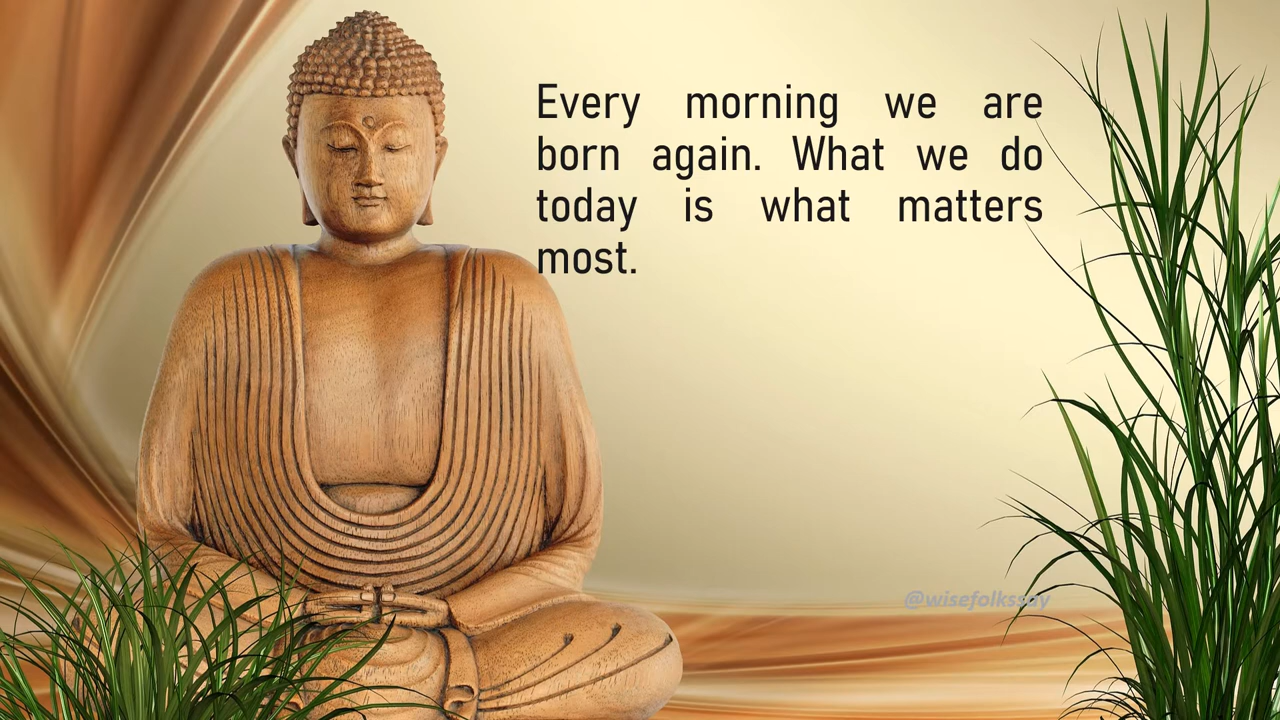 Every morning we are
born again. What we do
today is what matters
most.
@wisefolkssay